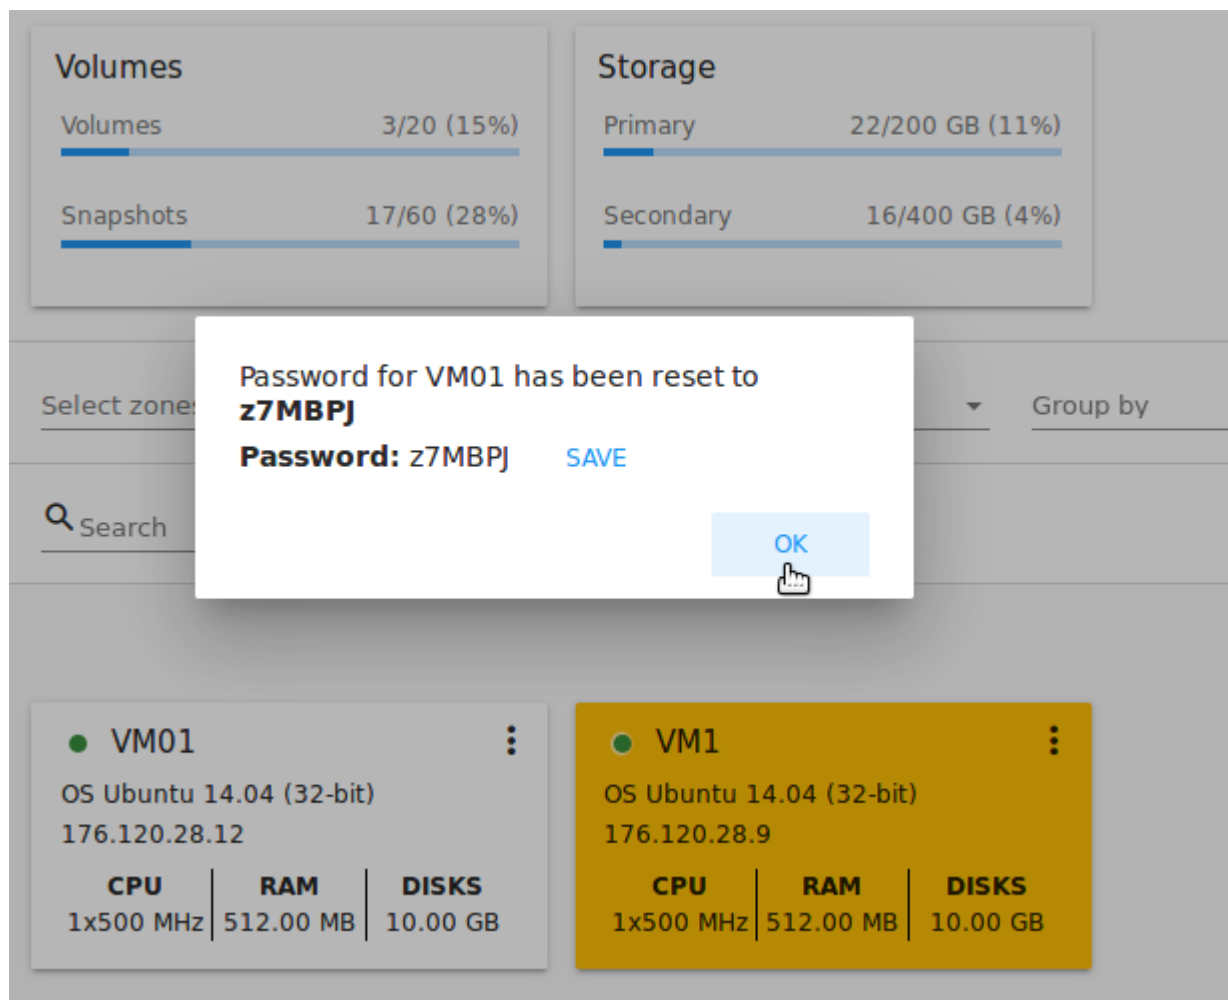 Volumes
Volumes 3/20 (15%)
Snapshots 17/60 (28%)
Storage
Primary 22/200 GB (11%)
Secondary 16/400 GB (4%)
Select zones
Group by
Search
Password for VM01 has been reset to
z7MBPJ
Password: z7MBPJ SAVE
OK
VM01
OS Ubuntu 14.04 (32-bit)
176.120.28.12
CPU RAM DISKS
1x500 MHz 512.00 MB 10.00 GB
VM1
OS Ubuntu 14.04 (32-bit)
176.120.28.9
CPU RAM DISKS
1x500 MHz 512.00 MB 10.00 GB